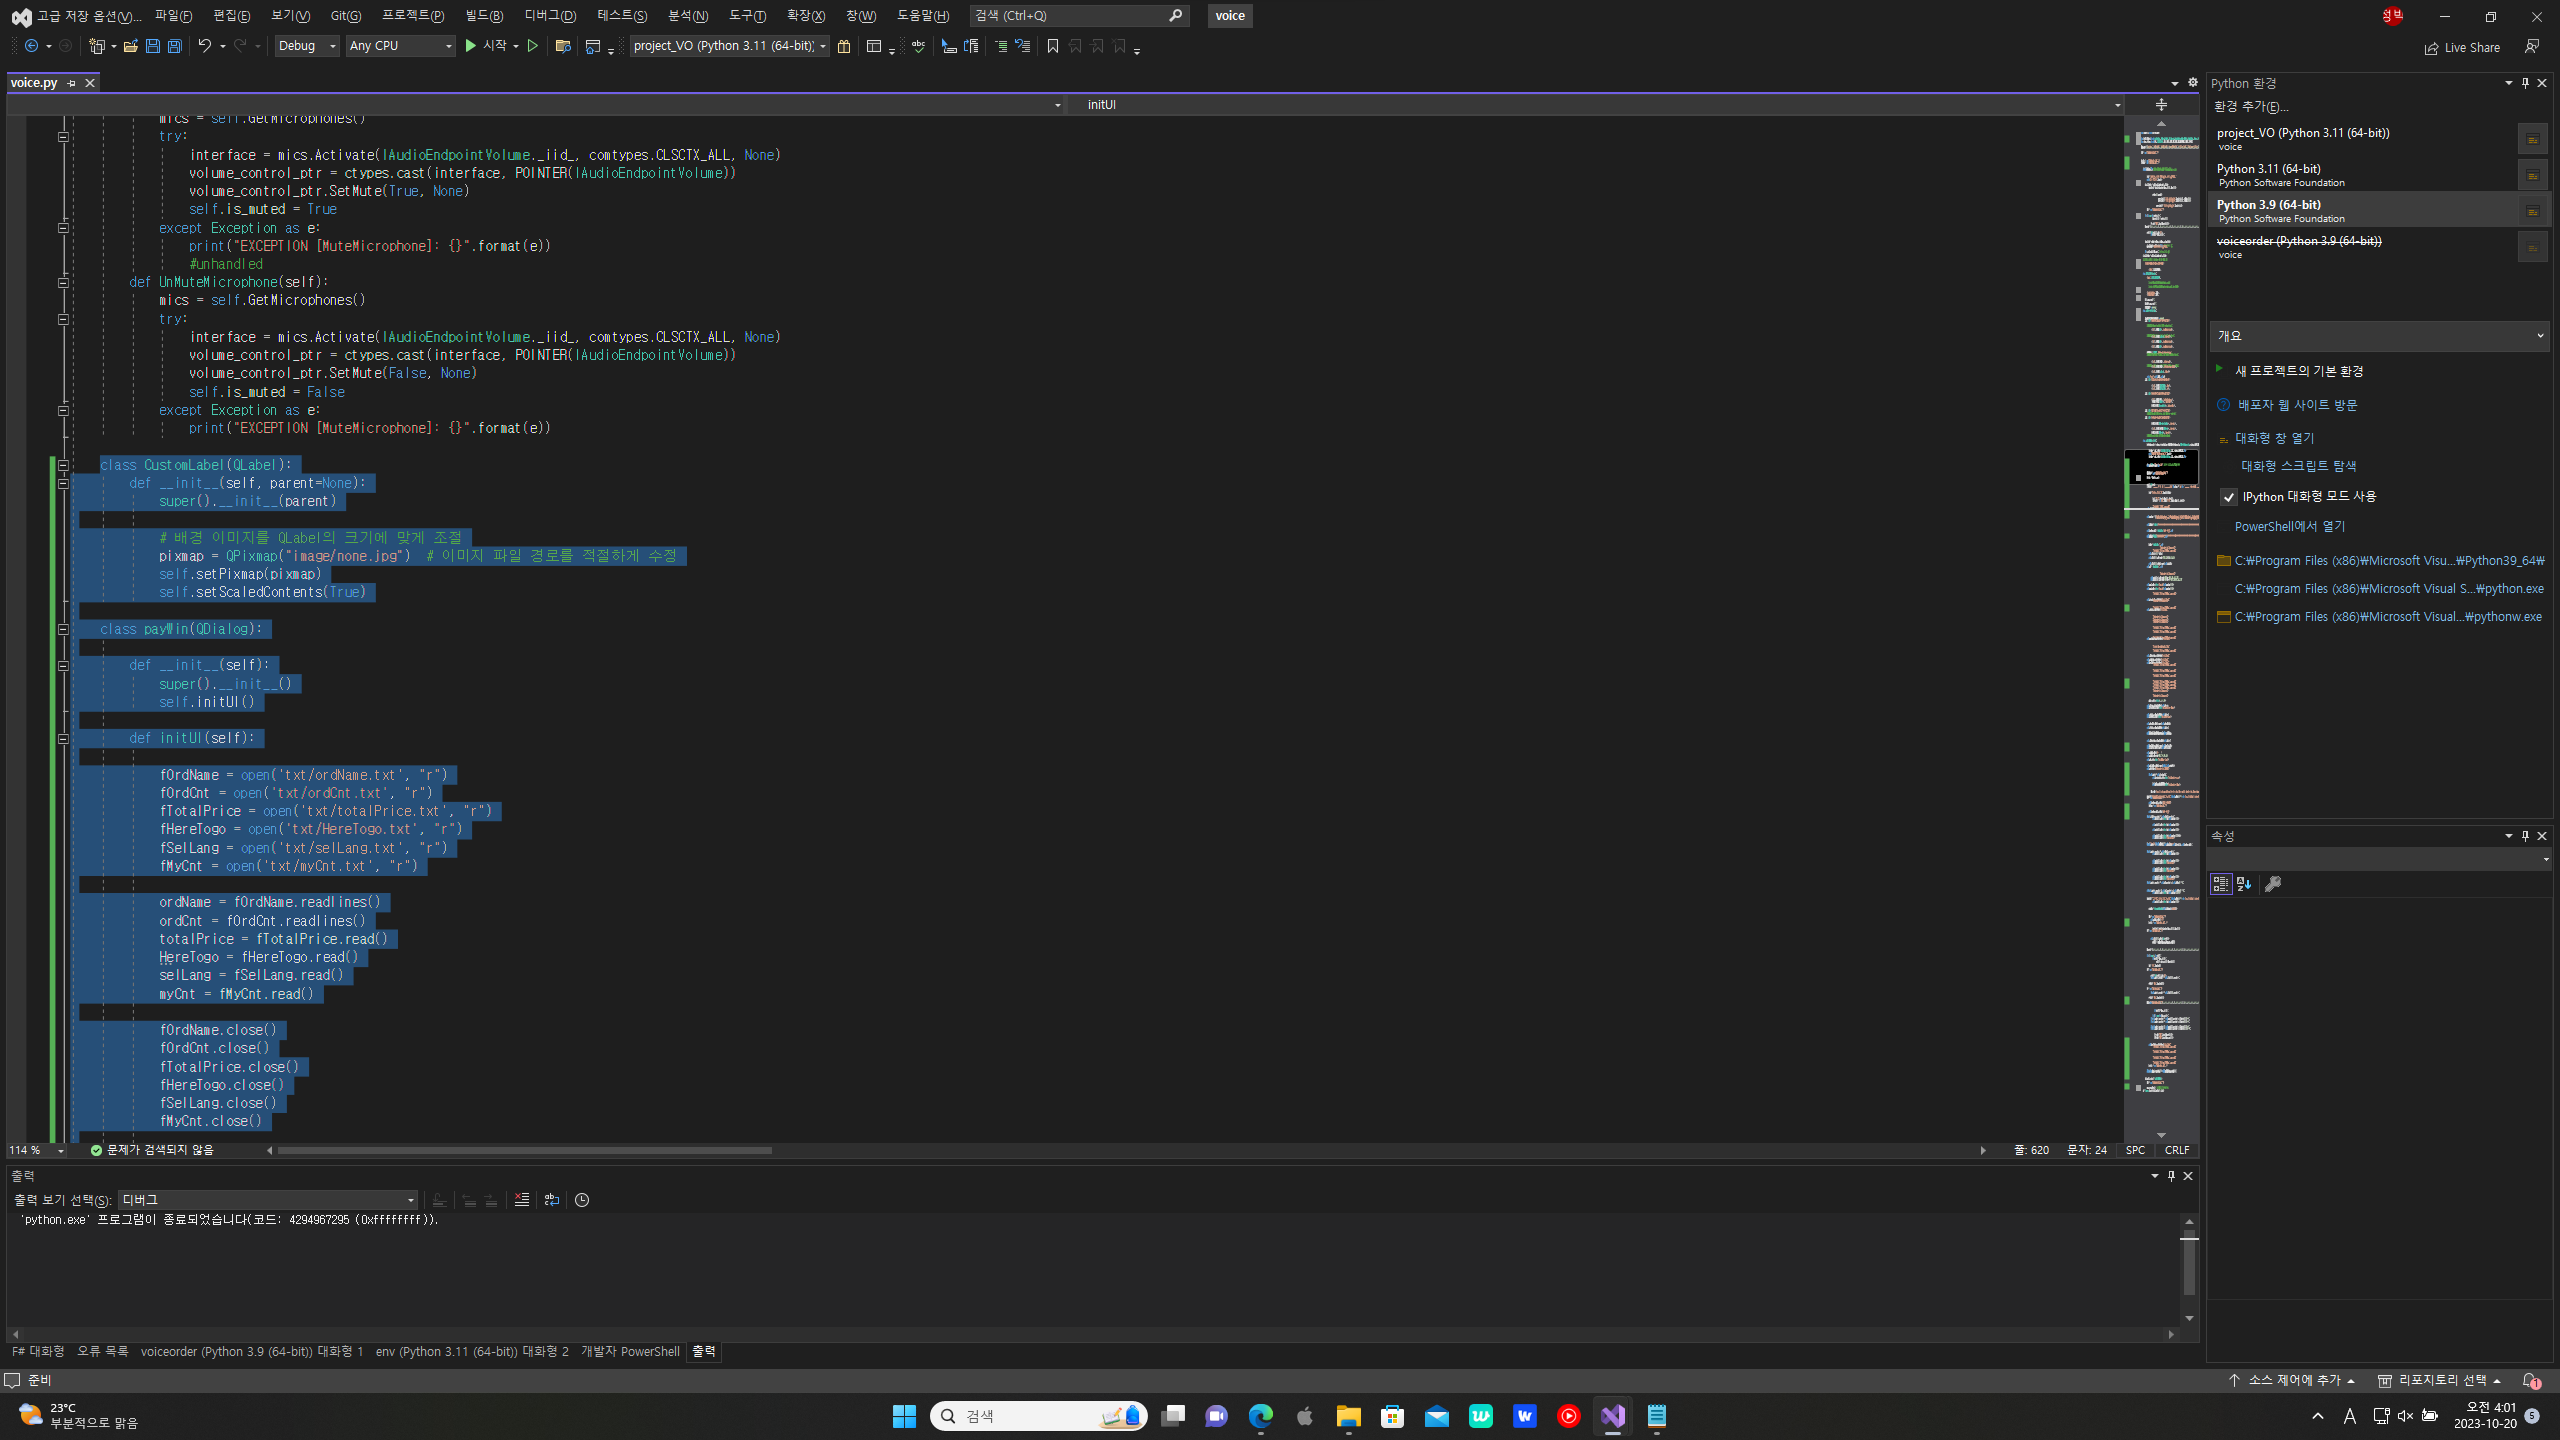 고급 저장 옵션(V)... 파일(F) 편집(E) 보기(V) Git(G) 프로젝트(P) 빌드(B) 디버그(D) 테스트(S) 분석(N) 도구(T) 확장(X) 창(W) 도움말(H) 검색 (Ctrl+Q) voice 성빅
Debug Any CPU 시작 project_VO (Python 3.11 (64-bit)) Live Share
voice.py
initUI
mics = self.GetMicrophones()
try:
interface = mics.Activate(IAudioEndpointVolume._iid_, comtypes.CLSCTX_ALL, None)
volume_control_ptr = ctypes.cast(interface, POINTER(IAudioEndpointVolume))
volume_control_ptr.SetMute(True, None)
self.is_muted = True
except Exception as e:
print("EXCEPTION [MuteMicrophone]: {}".format(e))
#unhandled
def UnMuteMicrophone(self):
mics = self.GetMicrophones()
try:
interface = mics.Activate(IAudioEndpointVolume._iid_, comtypes.CLSCTX_ALL, None)
volume_control_ptr = ctypes.cast(interface, POINTER(IAudioEndpointVolume))
volume_control_ptr.SetMute(False, None)
self.is_muted = False
except Exception as e:
print("EXCEPTION [MuteMicrophone]: {}".format(e))
class CustomLabel(QLabel):
def __init__(self, parent=None):
super().__init__(parent)
# 배경 이미지를 QLabel의 크기에 맞게 조절
pixmap = QPixmap("image/none.jpg") # 이미지 파일 경로를 적절하게 수정
self.setPixmap(pixmap)
self.setScaledContents(True)
class payWin(QDialog):
def __init__(self):
super().__init__()
self.initUI()
def initUI(self):
fOrdName = open('txt/ordName.txt', "r")
fOrdCnt = open('txt/ordCnt.txt', "r")
fTotalPrice = open('txt/totalPrice.txt', "r")
fHereTogo = open('txt/HereTogo.txt', "r")
fSelLang = open('txt/selLang.txt', "r")
fMyCnt = open('txt/myCnt.txt', "r")
ordName = fOrdName.readlines()
ordCnt = fOrdCnt.readlines()
totalPrice = fTotalPrice.read()
HereTogo = fHereTogo.read()
selLang = fSelLang.read()
myCnt = fMyCnt.read()
fOrdName.close()
fOrdCnt.close()
fTotalPrice.close()
fHereTogo.close()
fSelLang.close()
fMyCnt.close()
114 % 문제가 검색되지 않음 줄: 620 문자: 24 SPC CRLF
출력
출력 보기 선택(S): 디버그
'python.exe' 프로그램이 종료되었습니다(코드: 4294967295 (0xffffffff)).
F# 대화형 오류 목록 voiceorder (Python 3.9 (64-bit)) 대화형 1 env (Python 3.11 (64-bit)) 대화형 2 개발자 PowerShell 출력
Python 환경
환경 추가(E)...
project_VO (Python 3.11 (64-bit))
voice
Python 3.11 (64-bit)
Python Software Foundation
Python 3.9 (64-bit)
Python Software Foundation
voiceorder (Python 3.9 (64-bit))
voice
개요
새 프로젝트의 기본 환경
배포자 웹 사이트 방문
대화형 창 열기
대화형 스크립트 탐색
IPython 대화형 모드 사용
PowerShell에서 열기
C:₩Program Files (x86)₩Microsoft Visu...₩Python39_64₩
C:₩Program Files (x86)₩Microsoft Visual S...₩python.exe
C:₩Program Files (x86)₩Microsoft Visual...₩pythonw.exe
속성
준비 소스 제어에 추가 리포지토리 선택 1
23°C
부분적으로 맑음
검색
A
오전 4:01
2023-10-20
5